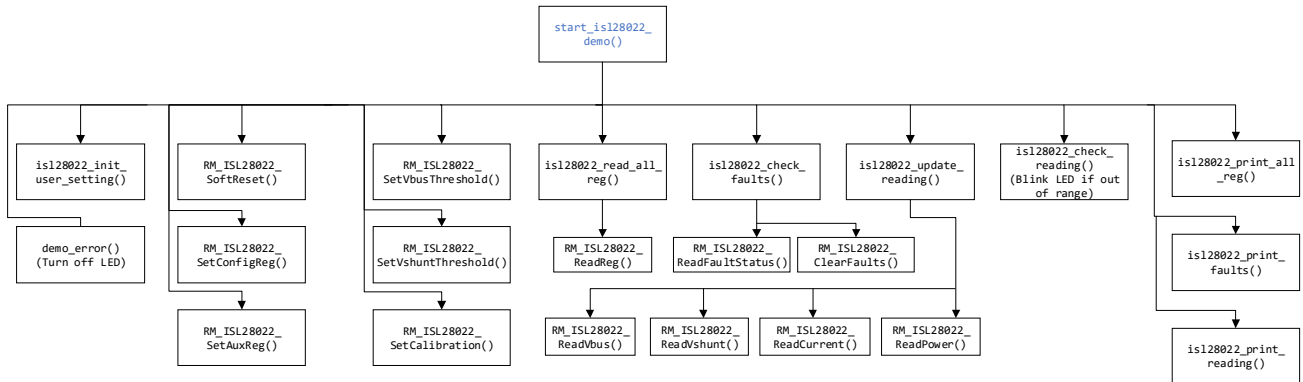 start_isl28022_
demo()
isl28022_init_
user_setting()
RM_ISL28022_
SoftReset()
RM_ISL28022_
SetVbusThreshold()
isl28022_read_all_
reg()
isl28022_check_
faults()
isl28022_update_
reading()
isl28022_check_
reading()
(Blink LED if out
of range)
isl28022_print_all
_reg()
demo_error()
(Turn off LED)
RM_ISL28022_
SetConfigReg()
RM_ISL28022_
SetVshuntThreshold()
RM_ISL28022_
ReadReg()
RM_ISL28022_
ReadFaultStatus()
RM_ISL28022_
ClearFaults()
isl28022_print_
faults()
RM_ISL28022_
SetAuxReg()
RM_ISL28022_
SetCalibration()
RM_ISL28022_
ReadVbus()
RM_ISL28022_
ReadVshunt()
RM_ISL28022_
ReadCurrent()
RM_ISL28022_
ReadPower()
isl28022_print_
reading()